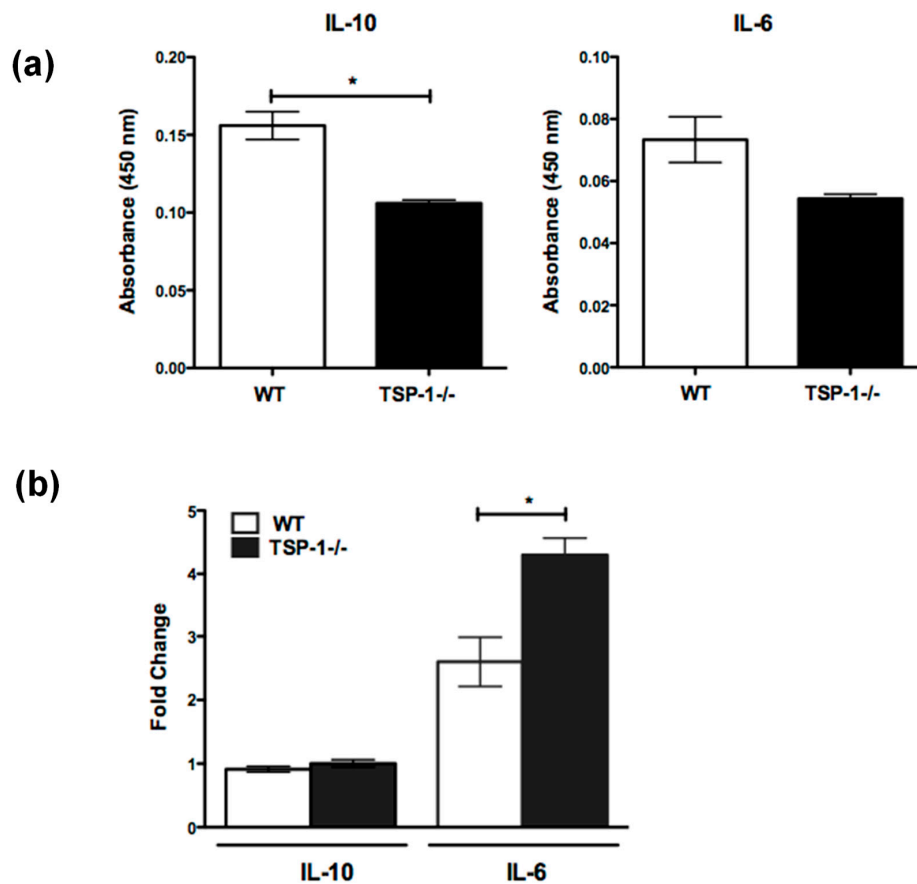 (a)
IL-10
Absorbance (450 nm)
0.20
0.15
0.10
0.05
0.00
*
WT
TSP-1-/-
IL-6
Absorbance (450 nm)
0.10
0.08
0.06
0.04
0.02
0.00
WT
TSP-1-/-
(b)
Fold Change
5
4
3
2
1
0
WT
TSP-1-/-
*
IL-10
IL-6